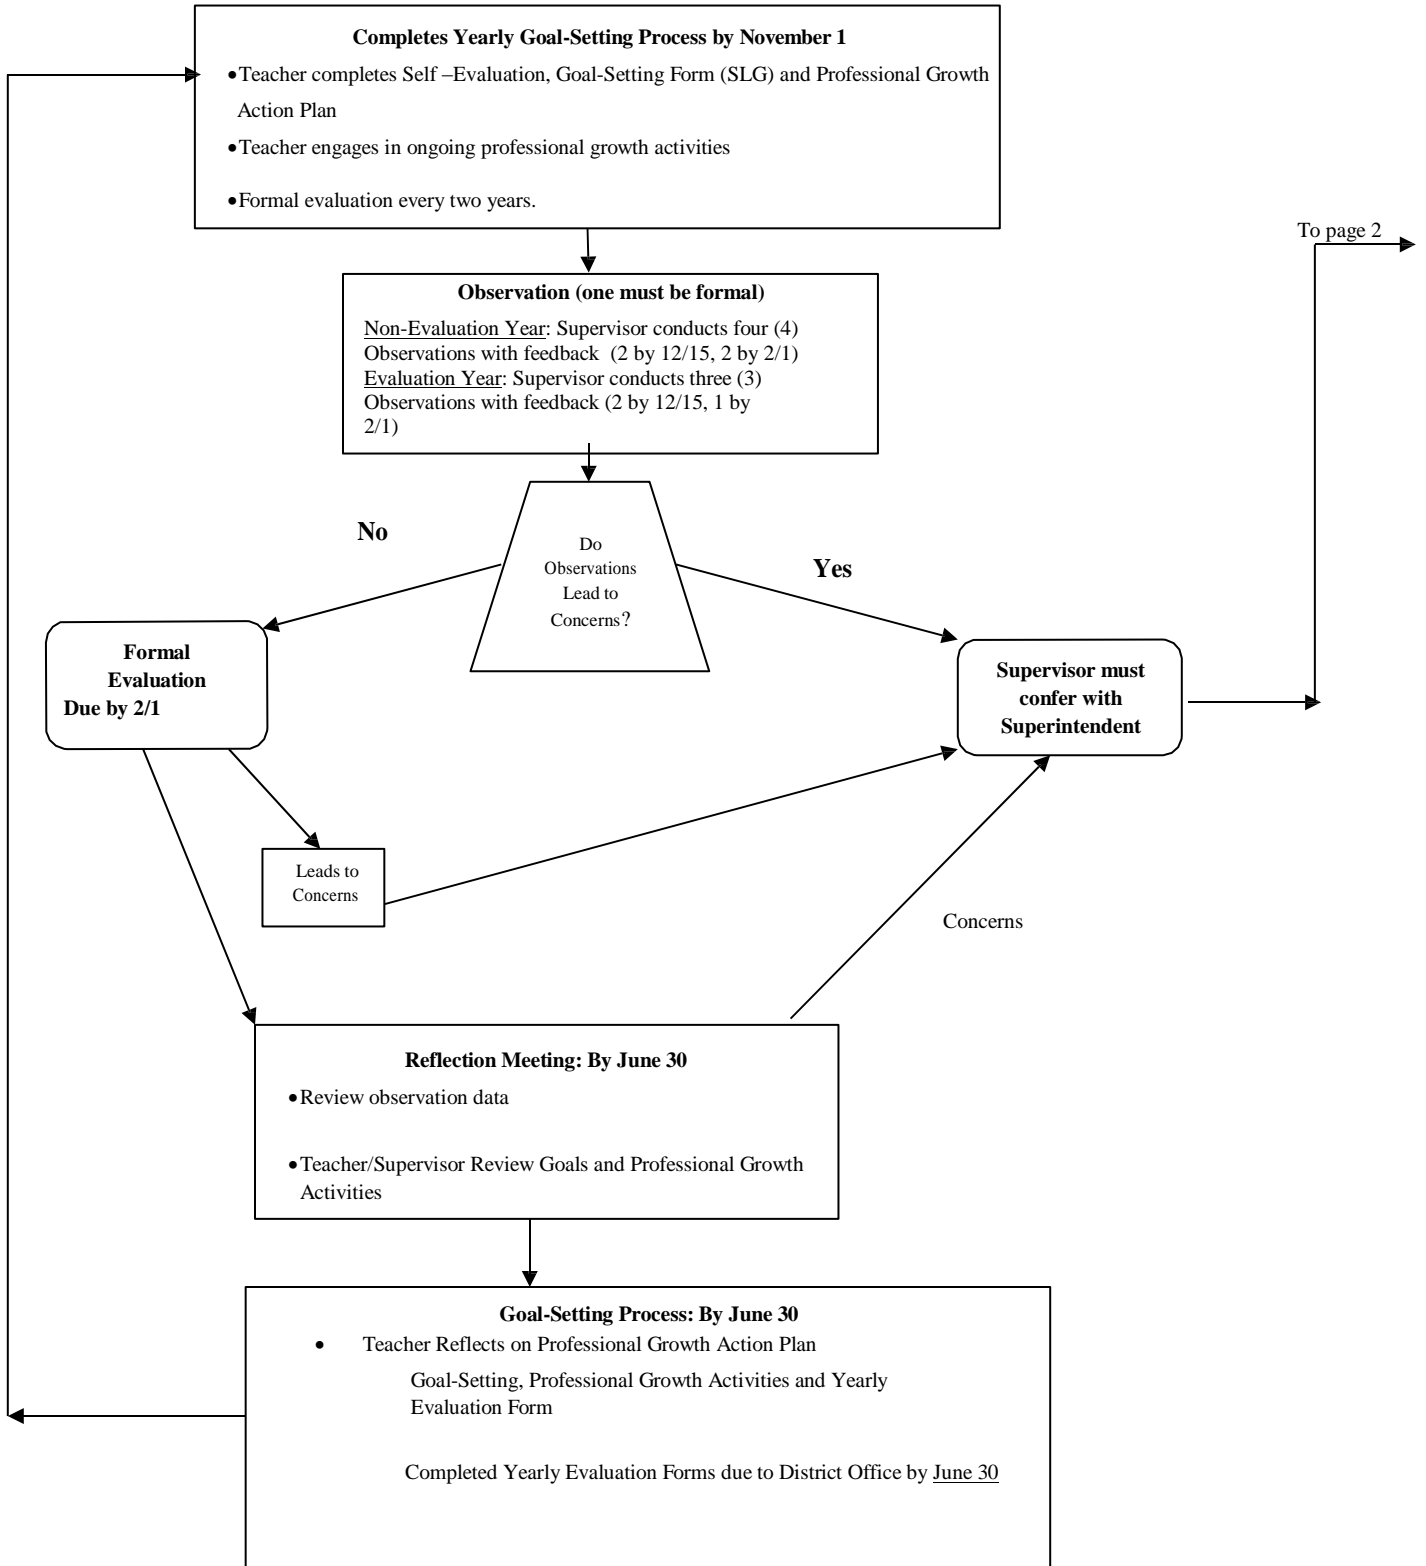 Completes Yearly Goal-Setting Process by November 1
•Teacher completes Self –Evaluation, Goal-Setting Form (SLG) and Professional Growth
Action Plan
•Teacher engages in ongoing professional growth activities
•Formal evaluation every two years.
To page 2
Observation (one must be formal)
Non-Evaluation Year: Supervisor conducts four (4)
Observations with feedback (2 by 12/15, 2 by 2/1)
Evaluation Year: Supervisor conducts three (3)
Observations with feedback (2 by 12/15, 1 by
2/1)
No
Do
Observations
Lead to
Concerns?
Yes
Formal
Evaluation
Due by 2/1
Supervisor must
confer with
Superintendent
Leads to
Concerns
Concerns
Reflection Meeting: By June 30
•Review observation data
•Teacher/Supervisor Review Goals and Professional Growth
Activities
Goal-Setting Process: By June 30
• Teacher Reflects on Professional Growth Action Plan
Goal-Setting, Professional Growth Activities and Yearly
Evaluation Form
Completed Yearly Evaluation Forms due to District Office by June 30